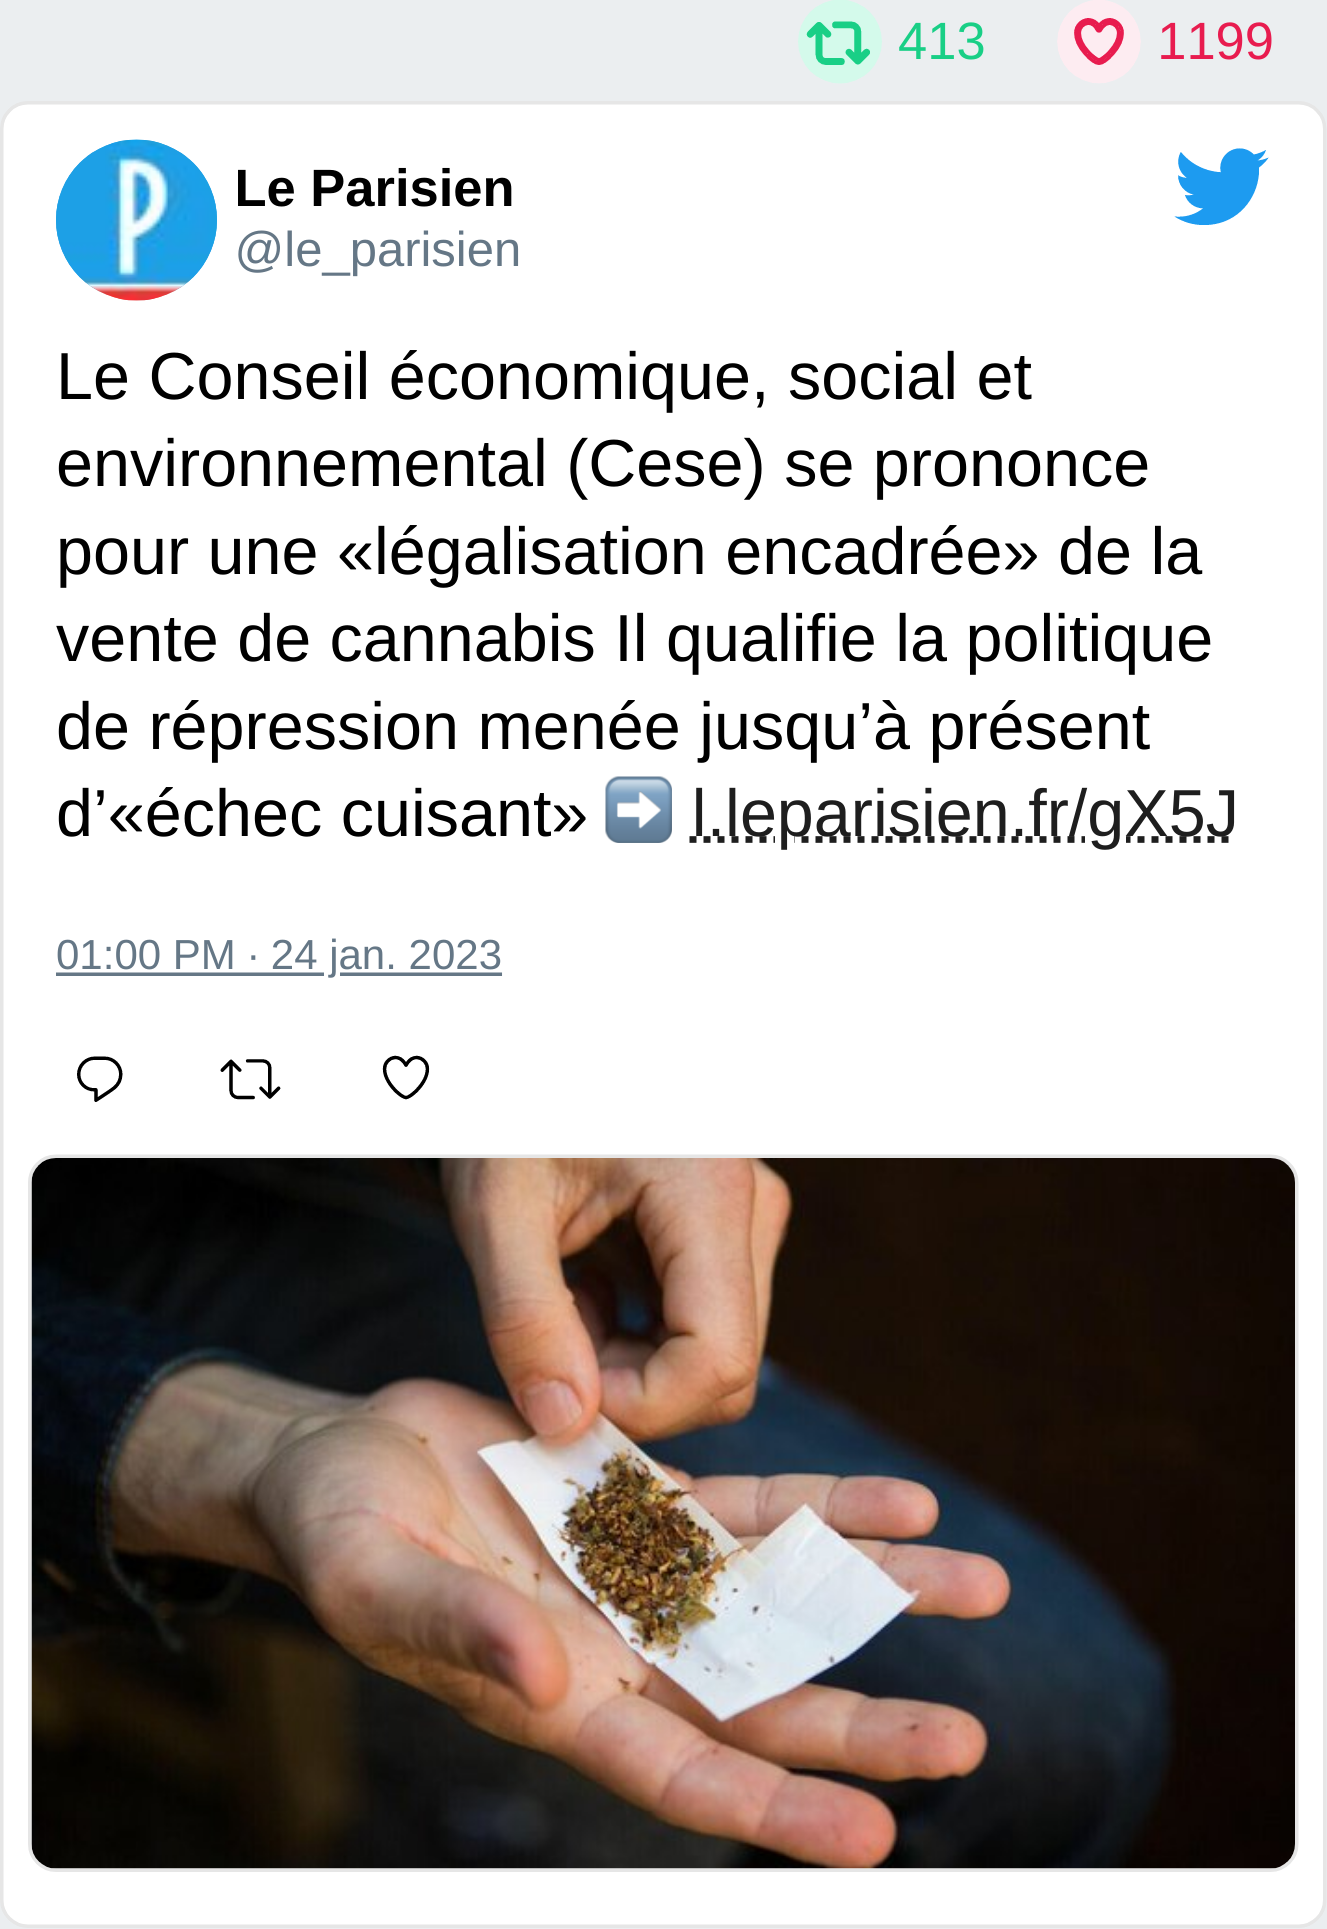 413 1199
P
Le Parisien
@le_parisien
Le Conseil économique, social et
environnemental (Cese) se prononce
pour une «légalisation encadrée» de la
vente de cannabis Il qualifie la politique
de répression menée jusqu’à présent
d’«échec cuisant» ➡️ l.leparisien.fr/gX5J
01:00 PM · 24 jan. 2023